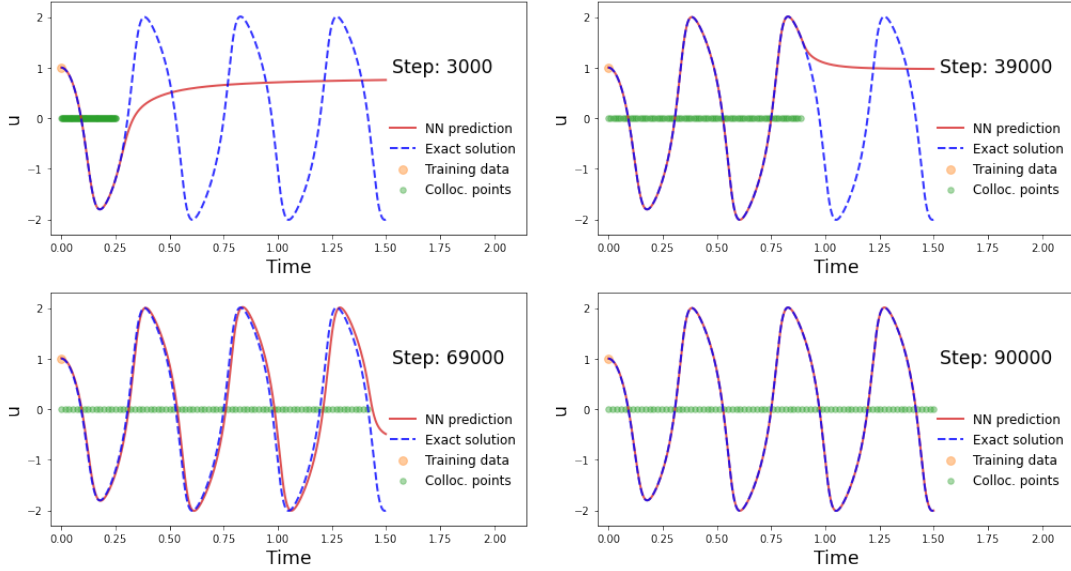 2
1
0
−1
−2
u
Step: 3000
NN prediction
Exact solution
Training data
Colloc. points
0.00 0.25 0.50 0.75 1.00 1.25 1.50 1.75 2.00
Time
2
1
0
−1
−2
u
Step: 39000
NN prediction
Exact solution
Training data
Colloc. points
0.00 0.25 0.50 0.75 1.00 1.25 1.50 1.75 2.00
Time
2
1
0
−1
−2
u
Step: 69000
NN prediction
Exact solution
Training data
Colloc. points
0.00 0.25 0.50 0.75 1.00 1.25 1.50 1.75 2.00
Time
2
1
0
−1
−2
u
Step: 90000
NN prediction
Exact solution
Training data
Colloc. points
0.00 0.25 0.50 0.75 1.00 1.25 1.50 1.75 2.00
Time